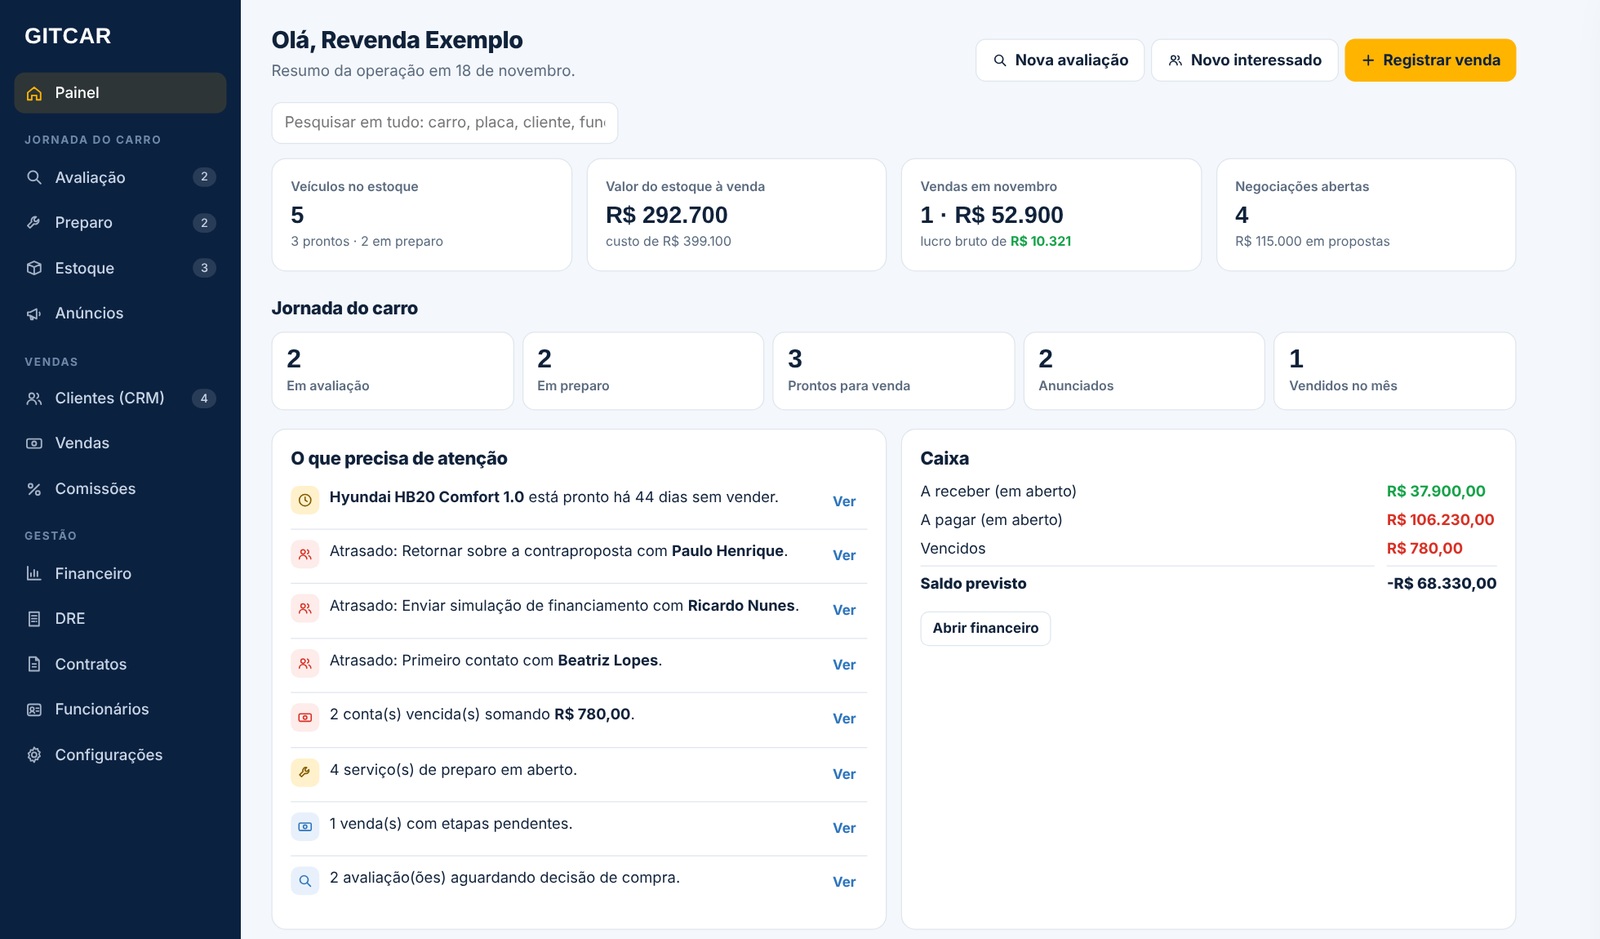 GITCAR
Painel
JORNADA DO CARRO
Avaliação 2
Preparo 2
Estoque 3
Anúncios
VENDAS
Clientes (CRM) 4
Vendas
Comissões
GESTÃO
Financeiro
DRE
Contratos
Funcionários
Configurações
Olá, Revenda Exemplo
Resumo da operação em 18 de novembro.
Nova avaliação
Novo interessado
+ Registrar venda
Pesquisar em tudo: carro, placa, cliente, fun
Veículos no estoque
5
3 prontos · 2 em preparo
Valor do estoque à venda
R$ 292.700
custo de R$ 399.100
Vendas em novembro
1 · R$ 52.900
lucro bruto de R$ 10.321
Negociações abertas
4
R$ 115.000 em propostas
Jornada do carro
2
Em avaliação
2
Em preparo
3
Prontos para venda
2
Anunciados
1
Vendidos no mês
O que precisa de atenção
Hyundai HB20 Comfort 1.0 está pronto há 44 dias sem vender. Ver
Atrasado: Retornar sobre a contraproposta com Paulo Henrique. Ver
Atrasado: Enviar simulação de financiamento com Ricardo Nunes. Ver
Atrasado: Primeiro contato com Beatriz Lopes. Ver
2 conta(s) vencida(s) somando R$ 780,00. Ver
4 serviço(s) de preparo em aberto. Ver
1 venda(s) com etapas pendentes. Ver
2 avaliação(ões) aguardando decisão de compra. Ver
Caixa
A receber (em aberto) R$ 37.900,00
A pagar (em aberto) R$ 106.230,00
Vencidos R$ 780,00
Saldo previsto -R$ 68.330,00
Abrir financeiro